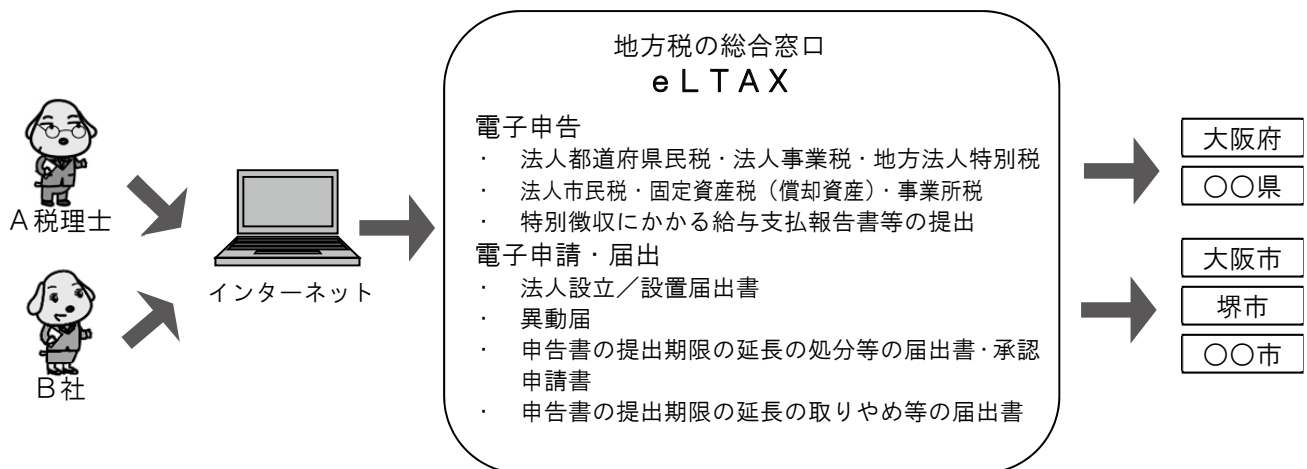 A税理士
B社
インターネット
地方税の総合窓口
eLTAX
電子申告
・ 法人都道府県民税・法人事業税・地方法人特別税
・ 法人市民税・固定資産税(償却資産)・事業所税
・ 特別徴収にかかる給与支払報告書等の提出
電子申請・届出
・ 法人設立／設置届出書
・ 異動届
・ 申告書の提出期限の延長の処分等の届出書・承認
申請書
・ 申告書の提出期限の延長の取りやめ等の届出書
大阪府
○○県
大阪市
堺市
○○市